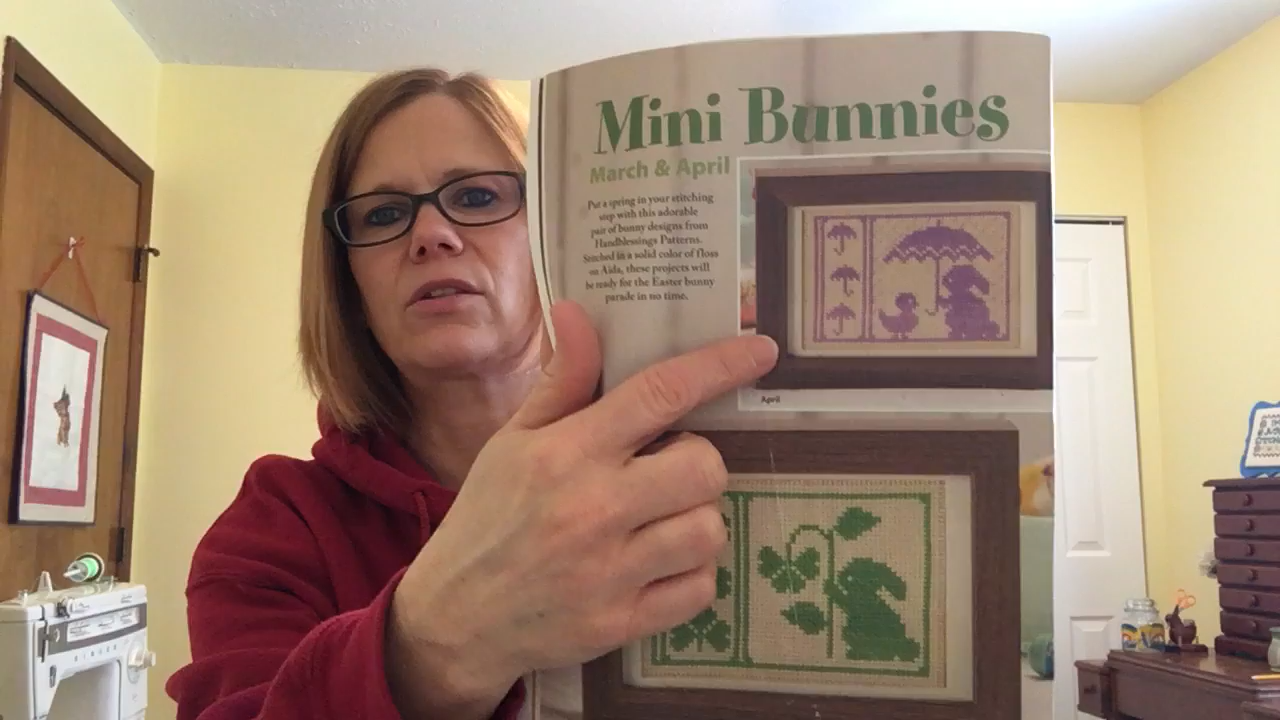 Mini Bunnies
March & April
Put a spring in your stitching
step with this adorable
pair of bunny designs from
Handblessings Patterns.
Stitched in a solid color of floss
on Aida, these projects will
be ready for the Easter bunny
parade in no time.
April
SINGER